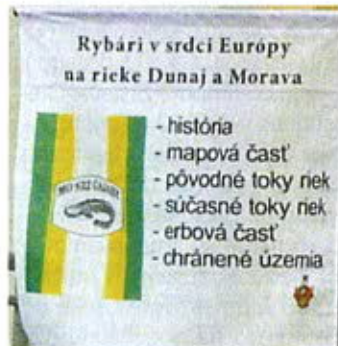 Rybári v srdci Európy
na rieke Dunaj a Morava
- história
- mapová časť
- pôvodné toky riek
- súčasné toky riek
- erbová časť
- chránené územia